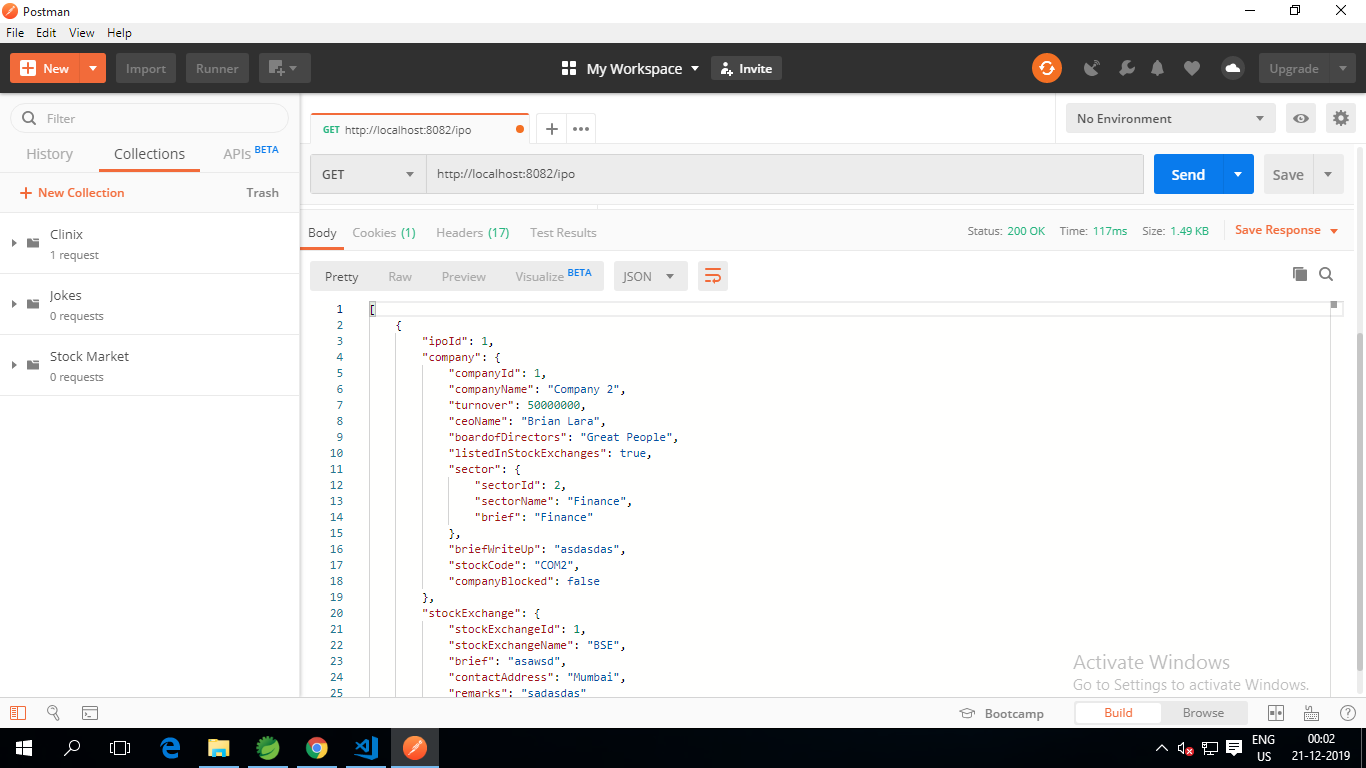 Postman
File Edit View Help
New Import Runner My Workspace Invite Upgrade
Filter
History Collections APIs BETA
New Collection Trash
Clinix
1 request
Jokes
0 requests
Stock Market
0 requests
GET http://localhost:8082/ipo
No Environment
GET http://localhost:8082/ipo Send Save
Body Cookies (1) Headers (17) Test Results Status: 200 OK Time: 117ms Size: 1.49 KB Save Response
Pretty Raw Preview Visualize BETA JSON
1 [
2 {
3 "ipoId": 1,
4 "company": {
5 "companyId": 1,
6 "companyName": "Company 2",
7 "turnover": 50000000,
8 "ceoName": "Brian Lara",
9 "boardofDirectors": "Great People",
10 "listedInStockExchanges": true,
11 "sector": {
12 "sectorId": 2,
13 "sectorName": "Finance",
14 "brief": "Finance"
15 },
16 "briefWriteUp": "asdasdas",
17 "stockCode": "COM2",
18 "companyBlocked": false
19 },
20 "stockExchange": {
21 "stockExchangeId": 1,
22 "stockExchangeName": "BSE",
23 "brief": "asawsd",
24 "contactAddress": "Mumbai",
25 "remarks": "sadasdas"
Activate Windows
Go to Settings to activate Windows.
Bootcamp Build Browse
ENG
US
00:02
21-12-2019